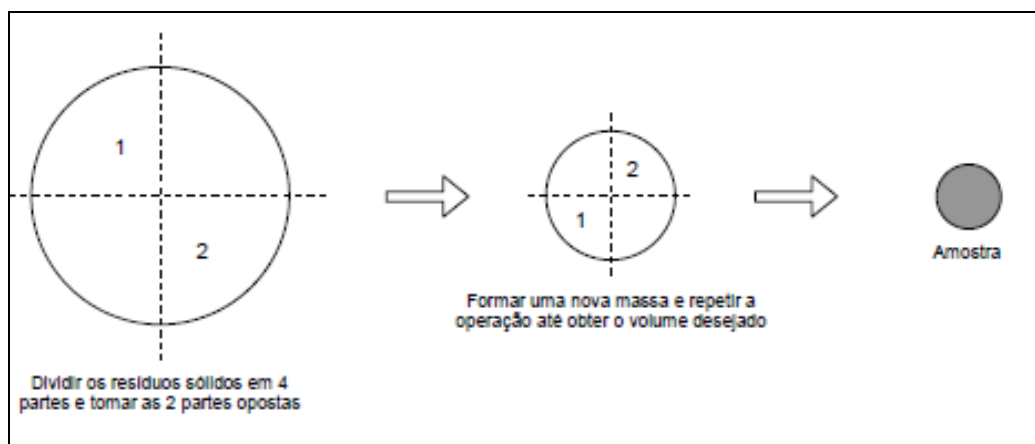 1
2
Dividir os resíduos sólidos em 4
partes e tomar as 2 partes opostas
2
1
Formar uma nova massa e repetir a
operação até obter o volume desejado
Amostra